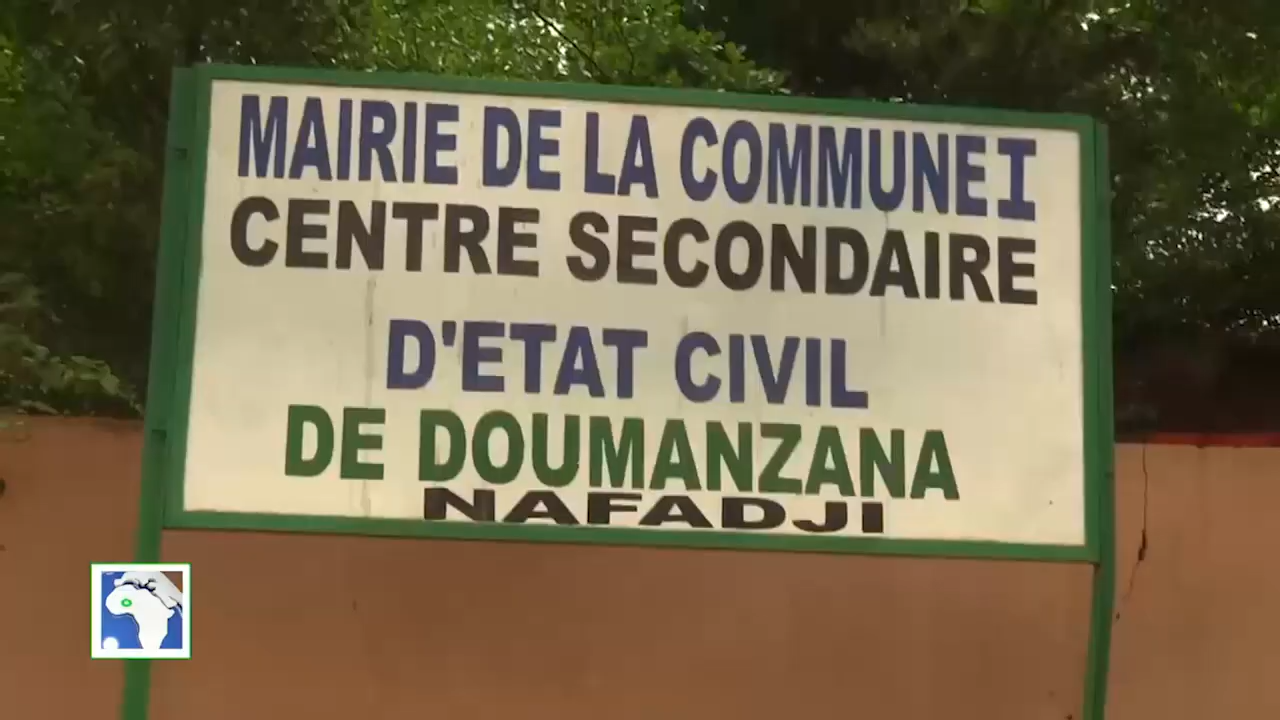 MAIRIE DE LA COMMUNE I
CENTRE SECONDAIRE
D'ETAT CIVIL
DE DOUMANZANA
NAFADJI